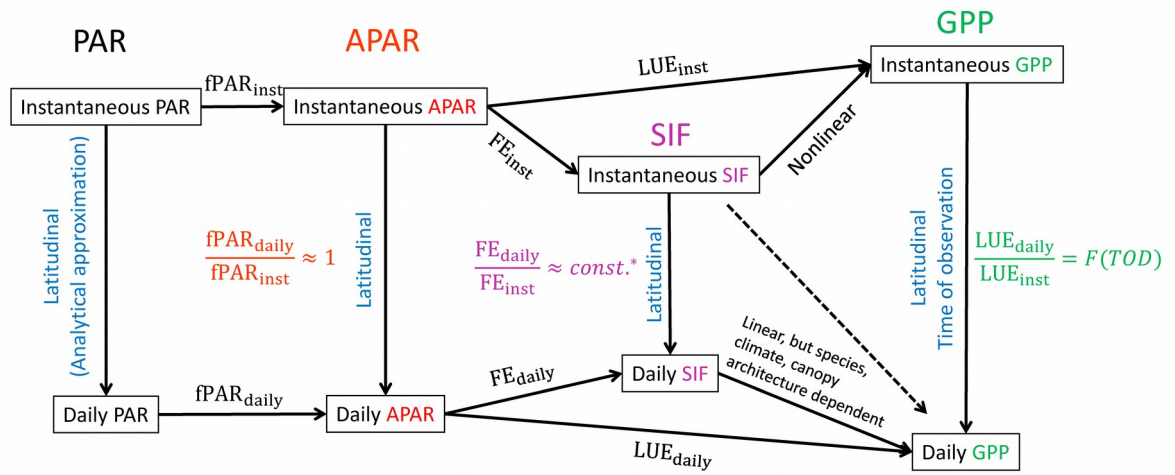 PAR
APAR
GPP
Instantaneous PAR
fPAR_inst
Instantaneous APAR
LUE_inst
Instantaneous GPP
FE_inst
SIF
Instantaneous SIF
Nonlinear
Latitudinal
(Analytical approximation)
fPAR_daily
fPAR_inst
≈ 1
Latitudinal
FE_daily
FE_inst
≈ const.*
Latitudinal
Latitudinal
Time of observation
LUE_daily
LUE_inst
= F(TOD)
Linear, but species,
climate, canopy
architecture dependent
Daily PAR
fPAR_daily
Daily APAR
FE_daily
Daily SIF
LUE_daily
Daily GPP